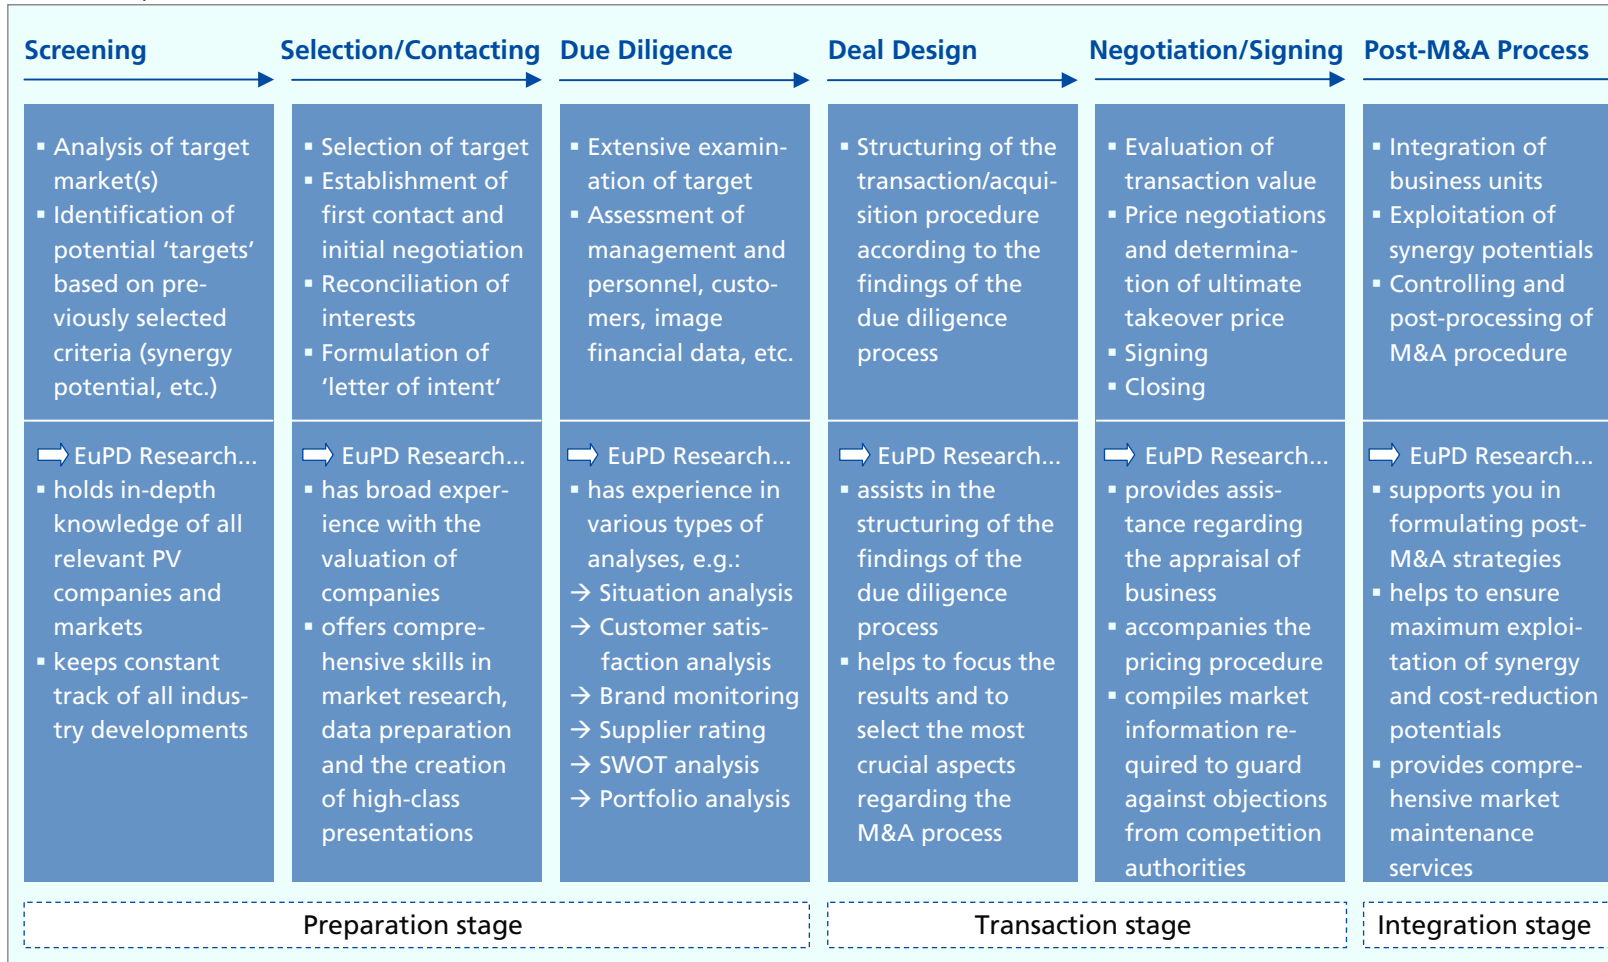 Screening
▪ Analysis of target
market(s)
▪ Identification of
potential ‘targets’
based on pre-
viously selected
criteria (synergy
potential, etc.)
EuPD Research...
▪ holds in-depth
knowledge of all
relevant PV
companies and
markets
▪ keeps constant
track of all indus-
try developments
Selection/Contacting
▪ Selection of target
▪ Establishment of
first contact and
initial negotiation
▪ Reconciliation of
interests
▪ Formulation of
‘letter of intent’
EuPD Research...
▪ has broad exper-
ience with the
valuation of
companies
▪ offers compre-
hensive skills in
market research,
data preparation
and the creation
of high-class
presentations
Due Diligence
▪ Extensive examin-
ation of target
▪ Assessment of
management and
personnel, custo-
mers, image
financial data, etc.
EuPD Research...
▪ has experience in
various types of
analyses, e.g.:
→ Situation analysis
→ Customer satis-
faction analysis
→ Brand monitoring
→ Supplier rating
→ SWOT analysis
→ Portfolio analysis
Deal Design
▪ Structuring of the
transaction/acqui-
sition procedure
according to the
findings of the
due diligence
process
EuPD Research...
▪ assists in the
structuring of the
findings of the
due diligence
process
▪ helps to focus the
results and to
select the most
crucial aspects
regarding the
M&A process
Negotiation/Signing
▪ Evaluation of
transaction value
▪ Price negotiations
and determina-
tion of ultimate
takeover price
▪ Signing
▪ Closing
EuPD Research...
▪ provides assis-
tance regarding
the appraisal of
business
▪ accompanies the
pricing procedure
▪ compiles market
information re-
quired to guard
against objections
from competition
authorities
Post-M&A Process
▪ Integration of
business units
▪ Exploitation of
synergy potentials
▪ Controlling and
post-processing of
M&A procedure
EuPD Research...
▪ supports you in
formulating post-
M&A strategies
▪ helps to ensure
maximum exploi-
tation of synergy
and cost-reduction
potentials
▪ provides compre-
hensive market
maintenance
services
Preparation stage
Transaction stage
Integration stage